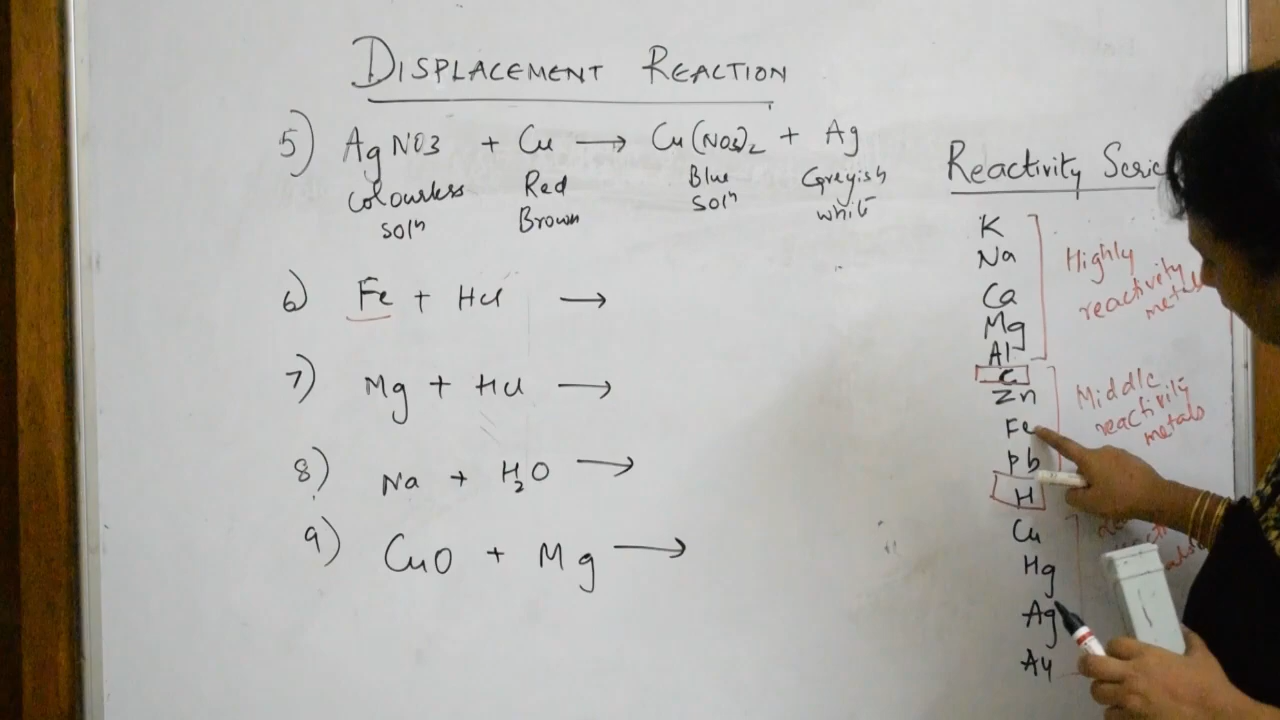 DISPLACEMENT REACTION
5) AgNO3 + Cu → Cu(NO3)2 + Ag
Colourless Red Blue Greyish
soln Brown soln white
6) Fe + HCl →
7) Mg + HCl →
8) Na + H2O →
9) CuO + Mg →
Reactivity
K
Na
Ca
Mg
Al
C
Zn
Fe
Pb
H
Cu
Hg
Ag
Au
Highly
reactivity
Middle
reactivity
metals